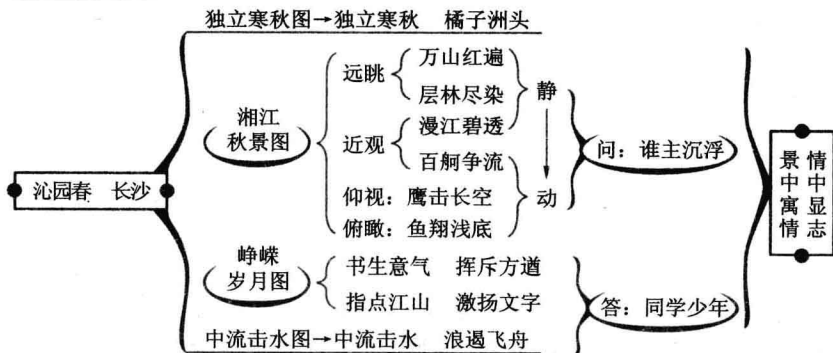 独立寒秋图→独立寒秋 橘子洲头
远眺
万山红遍
层林尽染
静
湘江
秋景图
近观
漫江碧透
百舸争流
动
仰视：鹰击长空
俯瞰：鱼翔浅底
问：谁主沉浮
沁园春 长沙
情中显志
景中寓情
峥嵘
岁月图
书生意气 挥斥方遒
指点江山 激扬文字
答：同学少年
中流击水图→中流击水 浪遏飞舟